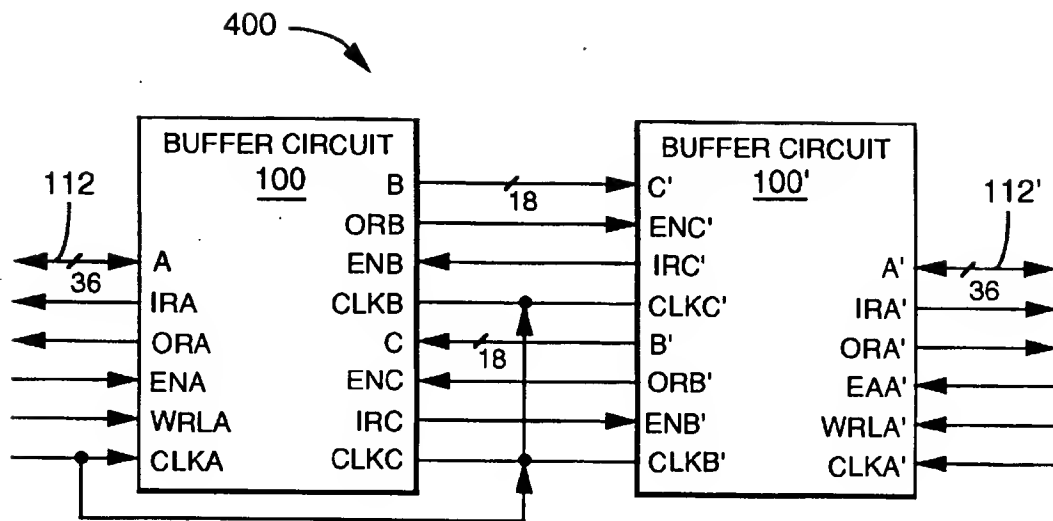 400
BUFFER CIRCUIT
100
112
36
A
IRA
ORA
ENA
WRLA
CLKA
B
ORB
ENB
CLKB
C
ENC
IRC
CLKC
18
18
BUFFER CIRCUIT
100'
C'
ENC'
IRC'
CLKC'
B'
ORB'
ENB'
CLKB'
A'
IRA'
ORA'
EAA'
WRLA'
CLKA'
112'
36